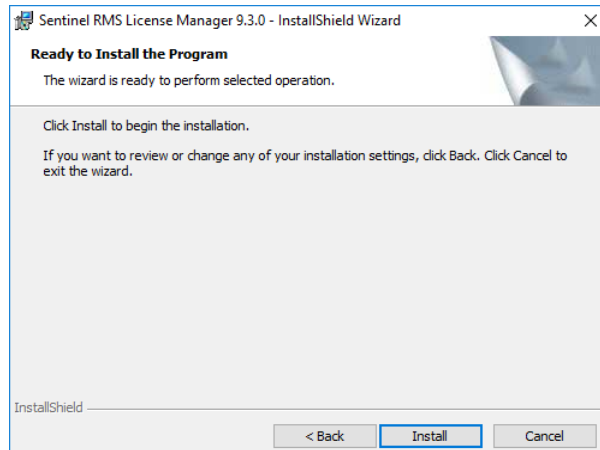 Sentinel RMS License Manager 9.3.0 - InstallShield Wizard
Ready to Install the Program
The wizard is ready to perform selected operation.
Click Install to begin the installation.
If you want to review or change any of your installation settings, click Back. Click Cancel to
exit the wizard.
InstallShield
< Back Install Cancel